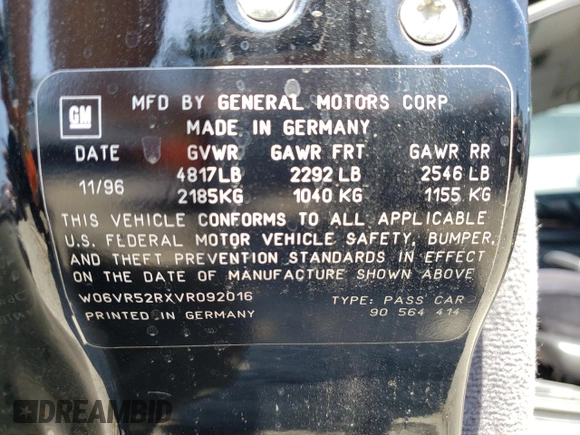 GM
MFD BY GENERAL MOTORS CORP
MADE IN GERMANY
DATE GVWR GAWR FRT GAWR RR
11/96 4817LB 2292 LB 2546 LB
2185KG 1040 KG 1155 KG
THIS VEHICLE CONFORMS TO ALL APPLICABLE
U.S. FEDERAL MOTOR VEHICLE SAFETY, BUMPER,
AND THEFT PREVENTION STANDARDS IN EFFECT
ON THE DATE OF MANUFACTURE SHOWN ABOVE
W06VR52RXVR092016 TYPE: PASS CAR
PRINTED IN GERMANY 90 564 414
DREAMBID